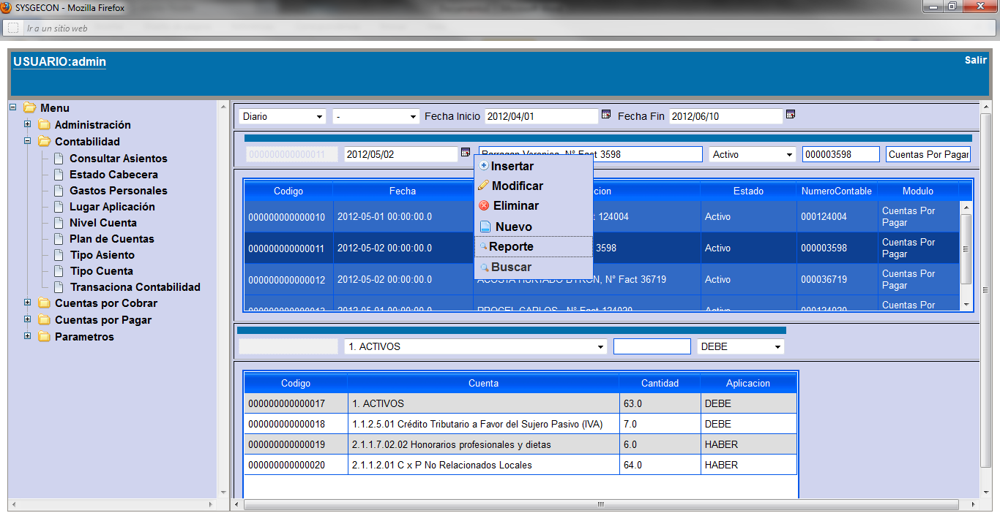 SYSGECON - Mozilla Firefox
Ir a un sitio web
USUARIO:admin
Salir
Menu
Administración
Contabilidad
Consultar Asientos
Estado Cabecera
Gastos Personales
Lugar Aplicación
Nivel Cuenta
Plan de Cuentas
Tipo Asiento
Tipo Cuenta
Transaciona Contabilidad
Cuentas por Cobrar
Cuentas por Pagar
Parametros
Diario - Fecha Inicio 2012/04/01 Fecha Fin 2012/06/10
000000000000011 2012/05/02 Barragan Veronica, N° Fact 3598 Activo 000003598 Cuentas Por Pagar
Insertar
Modificar
Eliminar
Nuevo
Reporte
Buscar
Codigo Fecha cion Estado NumeroContable Modulo
000000000000010 2012-05-01 00:00:00.0 124004 Activo 000124004 Cuentas Por
Pagar
000000000000011 2012-05-02 00:00:00.0 3598 Activo 000003598 Cuentas Por
Pagar
000000000000012 2012-05-02 00:00:00.0 ACOSTA HURTADO BYRON, N° Fact 36719 Activo 000036719 Cuentas Por
Pagar
000000000000013 2012-05-01 00:00:00.0 PROCEL CARLOS, N° Fact 124020 Activo 000124020 Cuentas Por
1. ACTIVOS DEBE
Codigo Cuenta Cantidad Aplicacion
000000000000017 1. ACTIVOS 63.0 DEBE
000000000000018 1.1.2.5.01 Crédito Tributario a Favor del Sujero Pasivo (IVA) 7.0 DEBE
000000000000019 2.1.1.7.02.02 Honorarios profesionales y dietas 6.0 HABER
000000000000020 2.1.1.2.01 C x P No Relacionados Locales 64.0 HABER